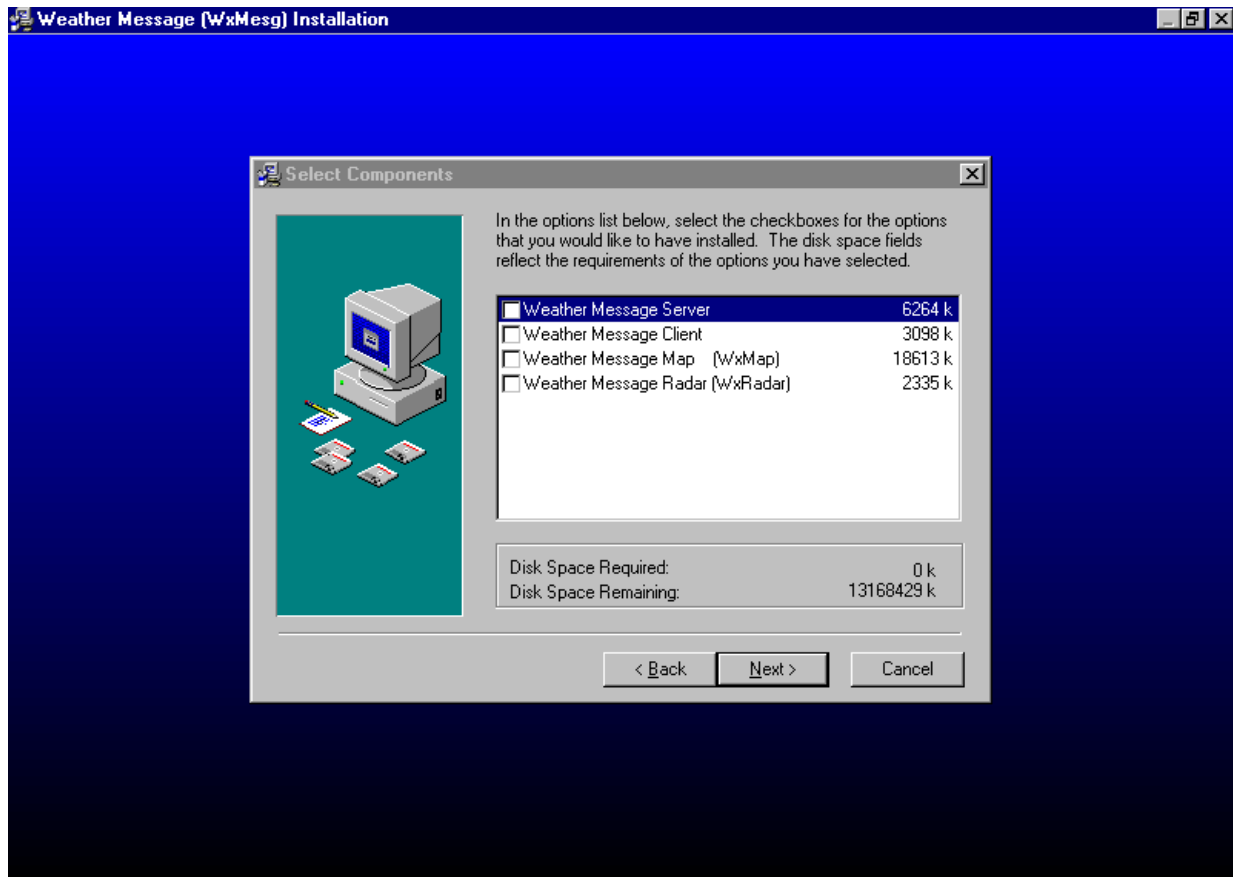 Weather Message (WxMesg) Installation
Select Components
In the options list below, select the checkboxes for the options
that you would like to have installed. The disk space fields
reflect the requirements of the options you have selected.
Weather Message Server 6264 k
Weather Message Client 3098 k
Weather Message Map (WxMap) 18613 k
Weather Message Radar (WxRadar) 2335 k
Disk Space Required: 0 k
Disk Space Remaining: 13168429 k
< Back Next > Cancel